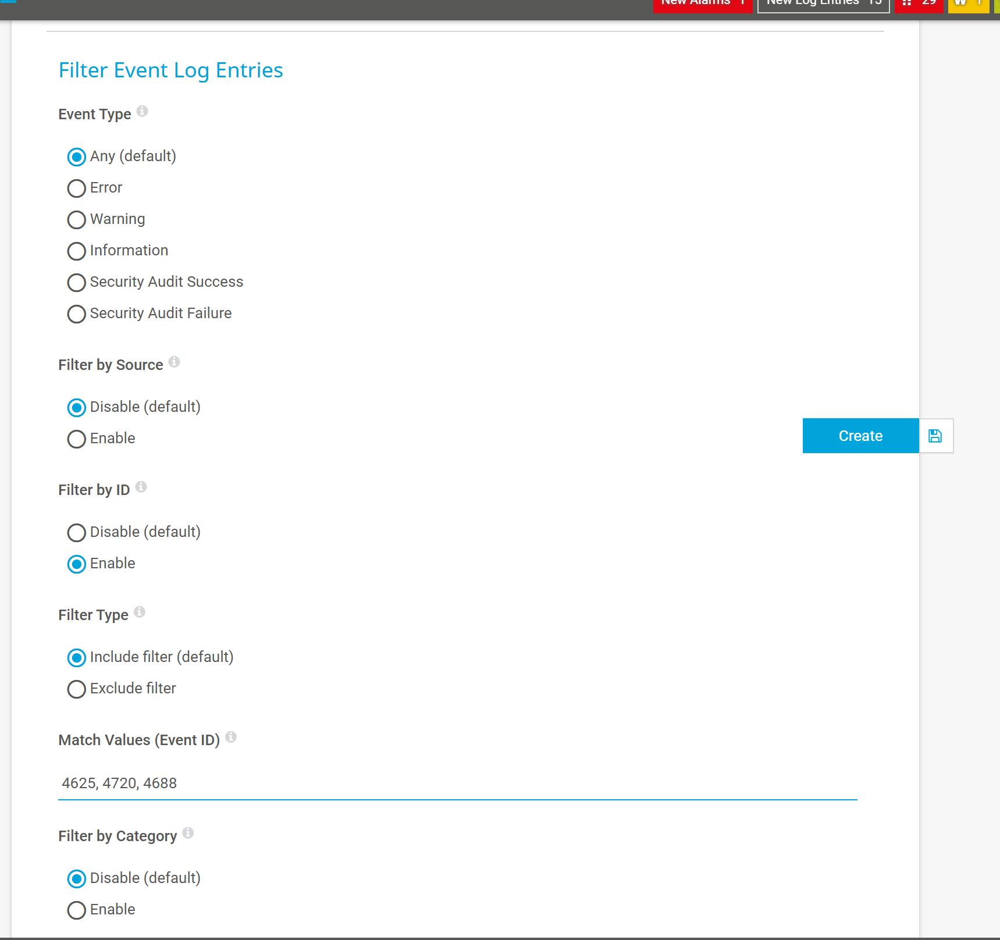 New Alarms 1 New Log Entries 15 29 W 1
Filter Event Log Entries
Event Type
Any (default)
Error
Warning
Information
Security Audit Success
Security Audit Failure
Filter by Source
Disable (default)
Enable
Create
Filter by ID
Disable (default)
Enable
Filter Type
Include filter (default)
Exclude filter
Match Values (Event ID)
4625, 4720, 4688
Filter by Category
Disable (default)
Enable